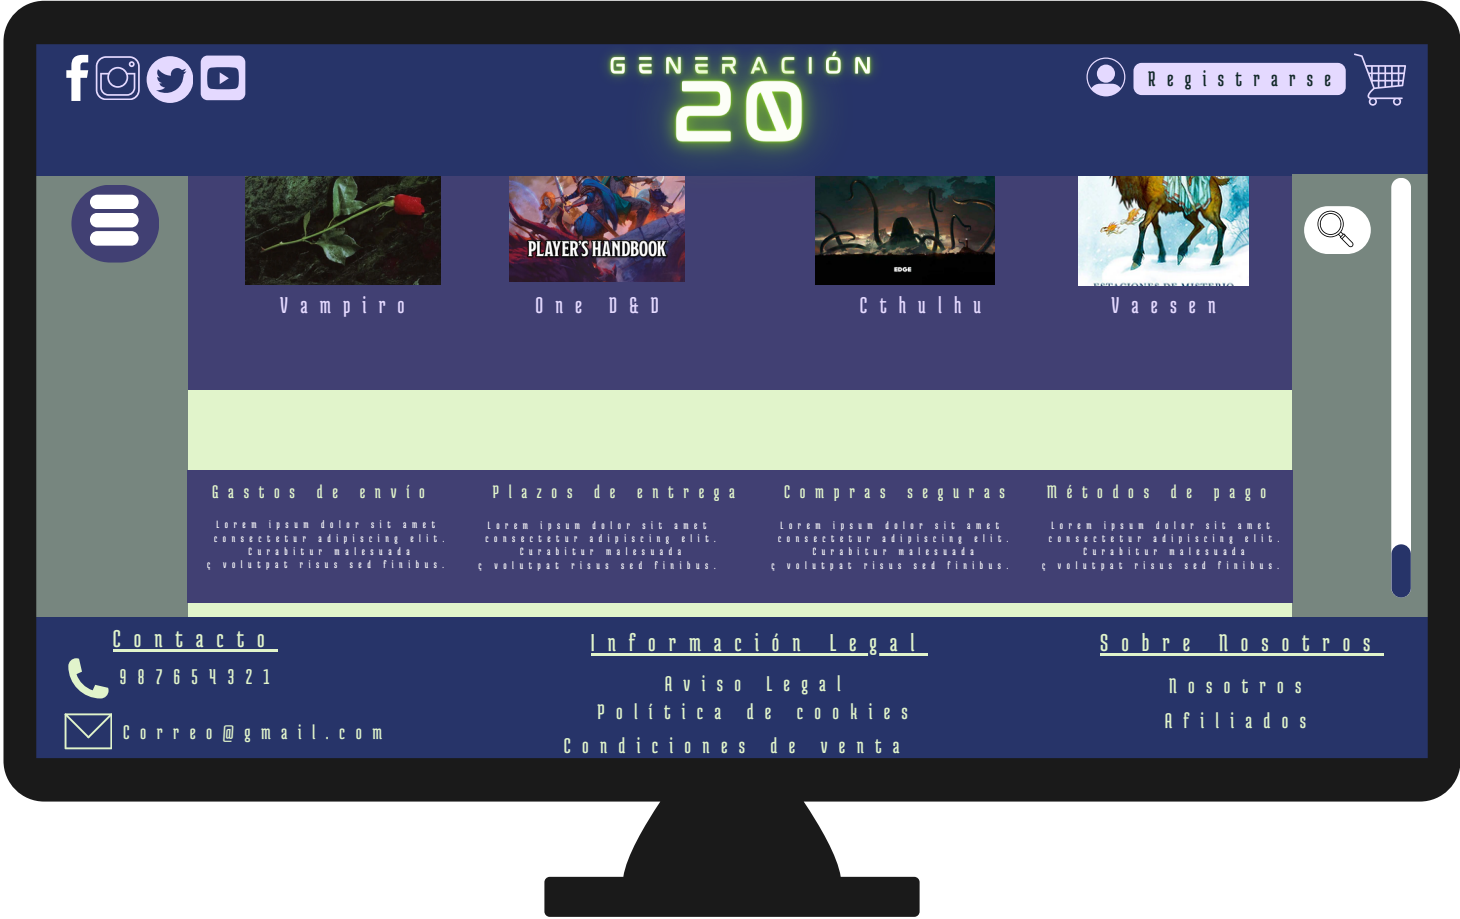 GENERACIÓN
20
Registrarse
PLAYER'S HANDBOOK
EDGE
ESTACIONES DE MISTERIO
Vampiro
One D&D
Cthulhu
Vaesen
Gastos de envío
Lorem ipsum dolor sit amet
consectetur adipiscing elit.
Curabitur malesuada
ç volutpat risus sed finibus.
Plazos de entrega
Lorem ipsum dolor sit amet
consectetur adipiscing elit.
Curabitur malesuada
ç volutpat risus sed finibus.
Compras seguras
Lorem ipsum dolor sit amet
consectetur adipiscing elit.
Curabitur malesuada
ç volutpat risus sed finibus.
Métodos de pago
Lorem ipsum dolor sit amet
consectetur adipiscing elit.
Curabitur malesuada
ç volutpat risus sed finibus.
Contacto
987654321
Correo@gmail.com
Información Legal
Aviso Legal
Política de cookies
Condiciones de venta
Sobre Nosotros
Nosotros
Afiliados